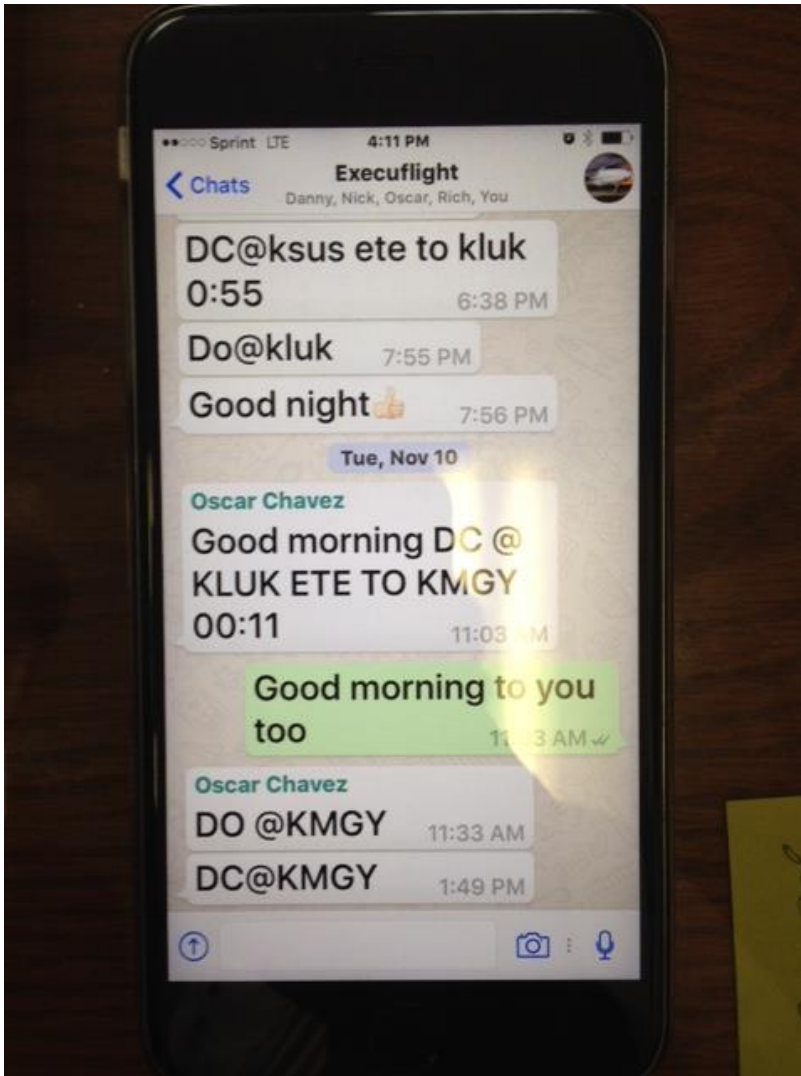 Sprint LTE 4:11 PM
Chats
Execuflight
Danny, Nick, Oscar, Rich, You
DC@ksus ete to kluk
0:55 6:38 PM
Do@kluk 7:55 PM
Good night👍🏻 7:56 PM
Tue, Nov 10
Oscar Chavez
Good morning DC @
KLUK ETE TO KMGY
00:11 11:03
Good morning to you
too AM
Oscar Chavez
DO @KMGY 11:33 AM
DC@KMGY 1:49 PM